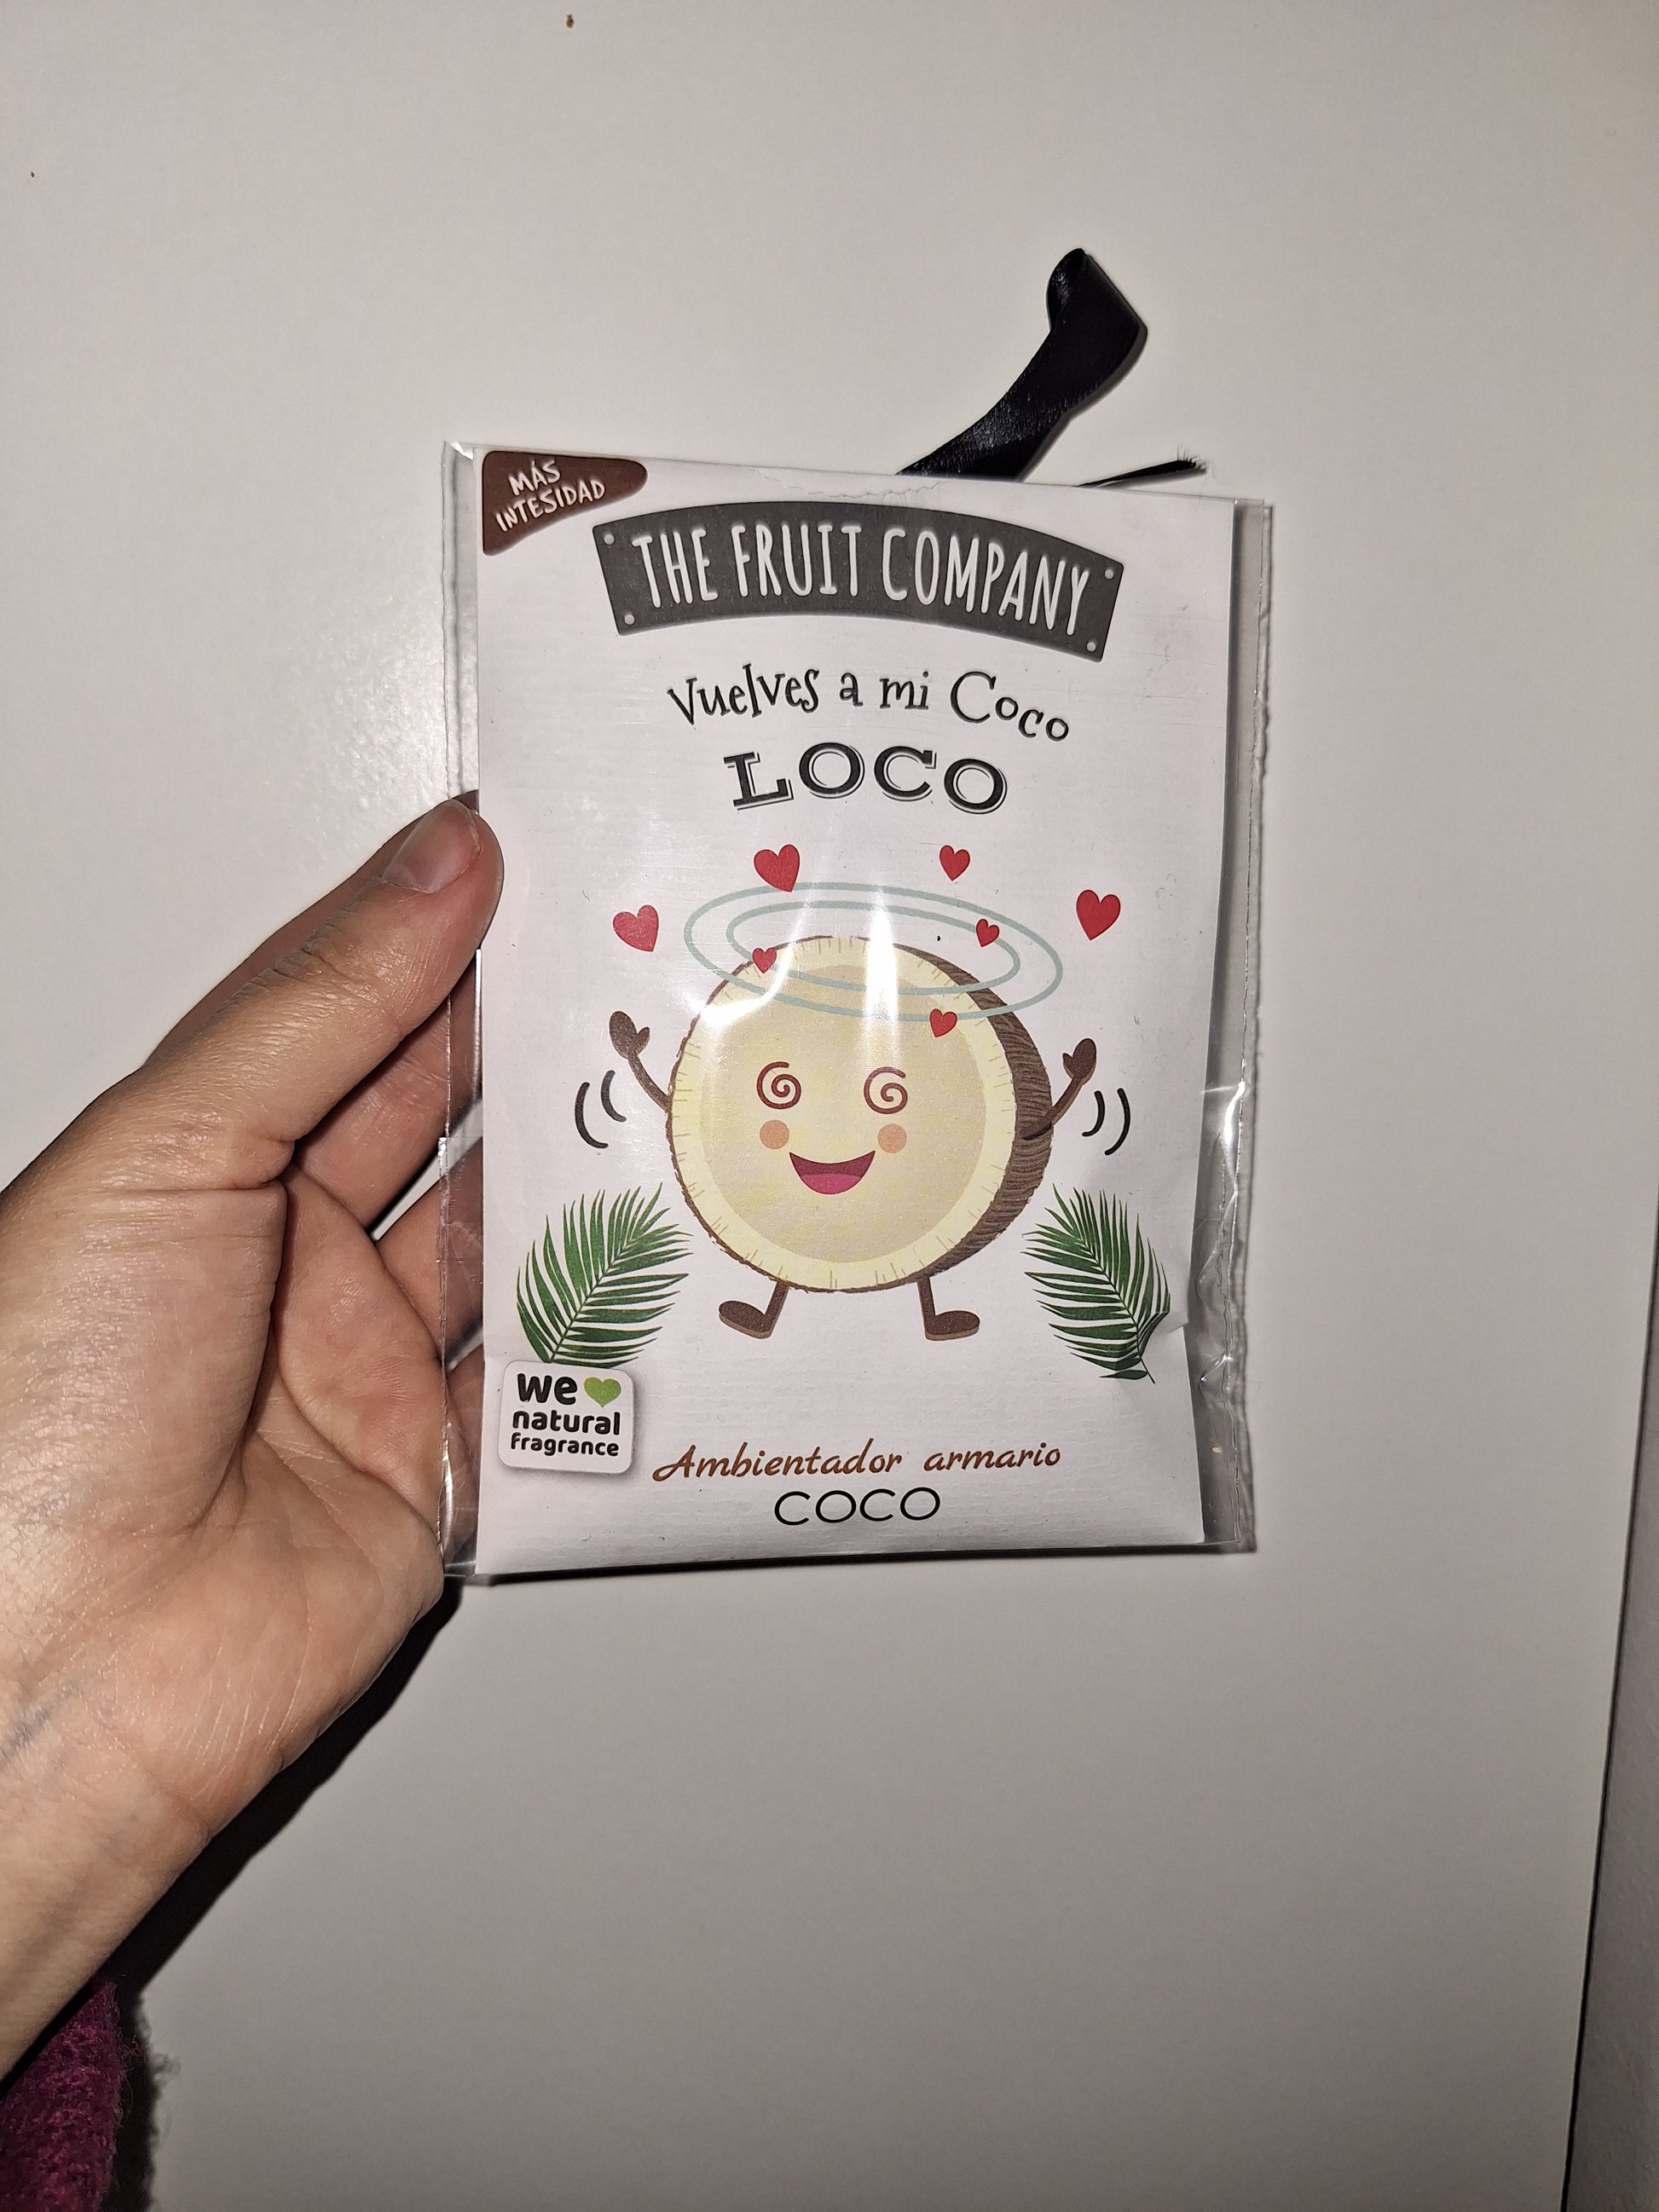 MÁS
INTESIDAD
THE FRUIT COMPANY
Vuelves a mi Coco
LOCO
we
natural
fragrance
Ambientador armario
COCO